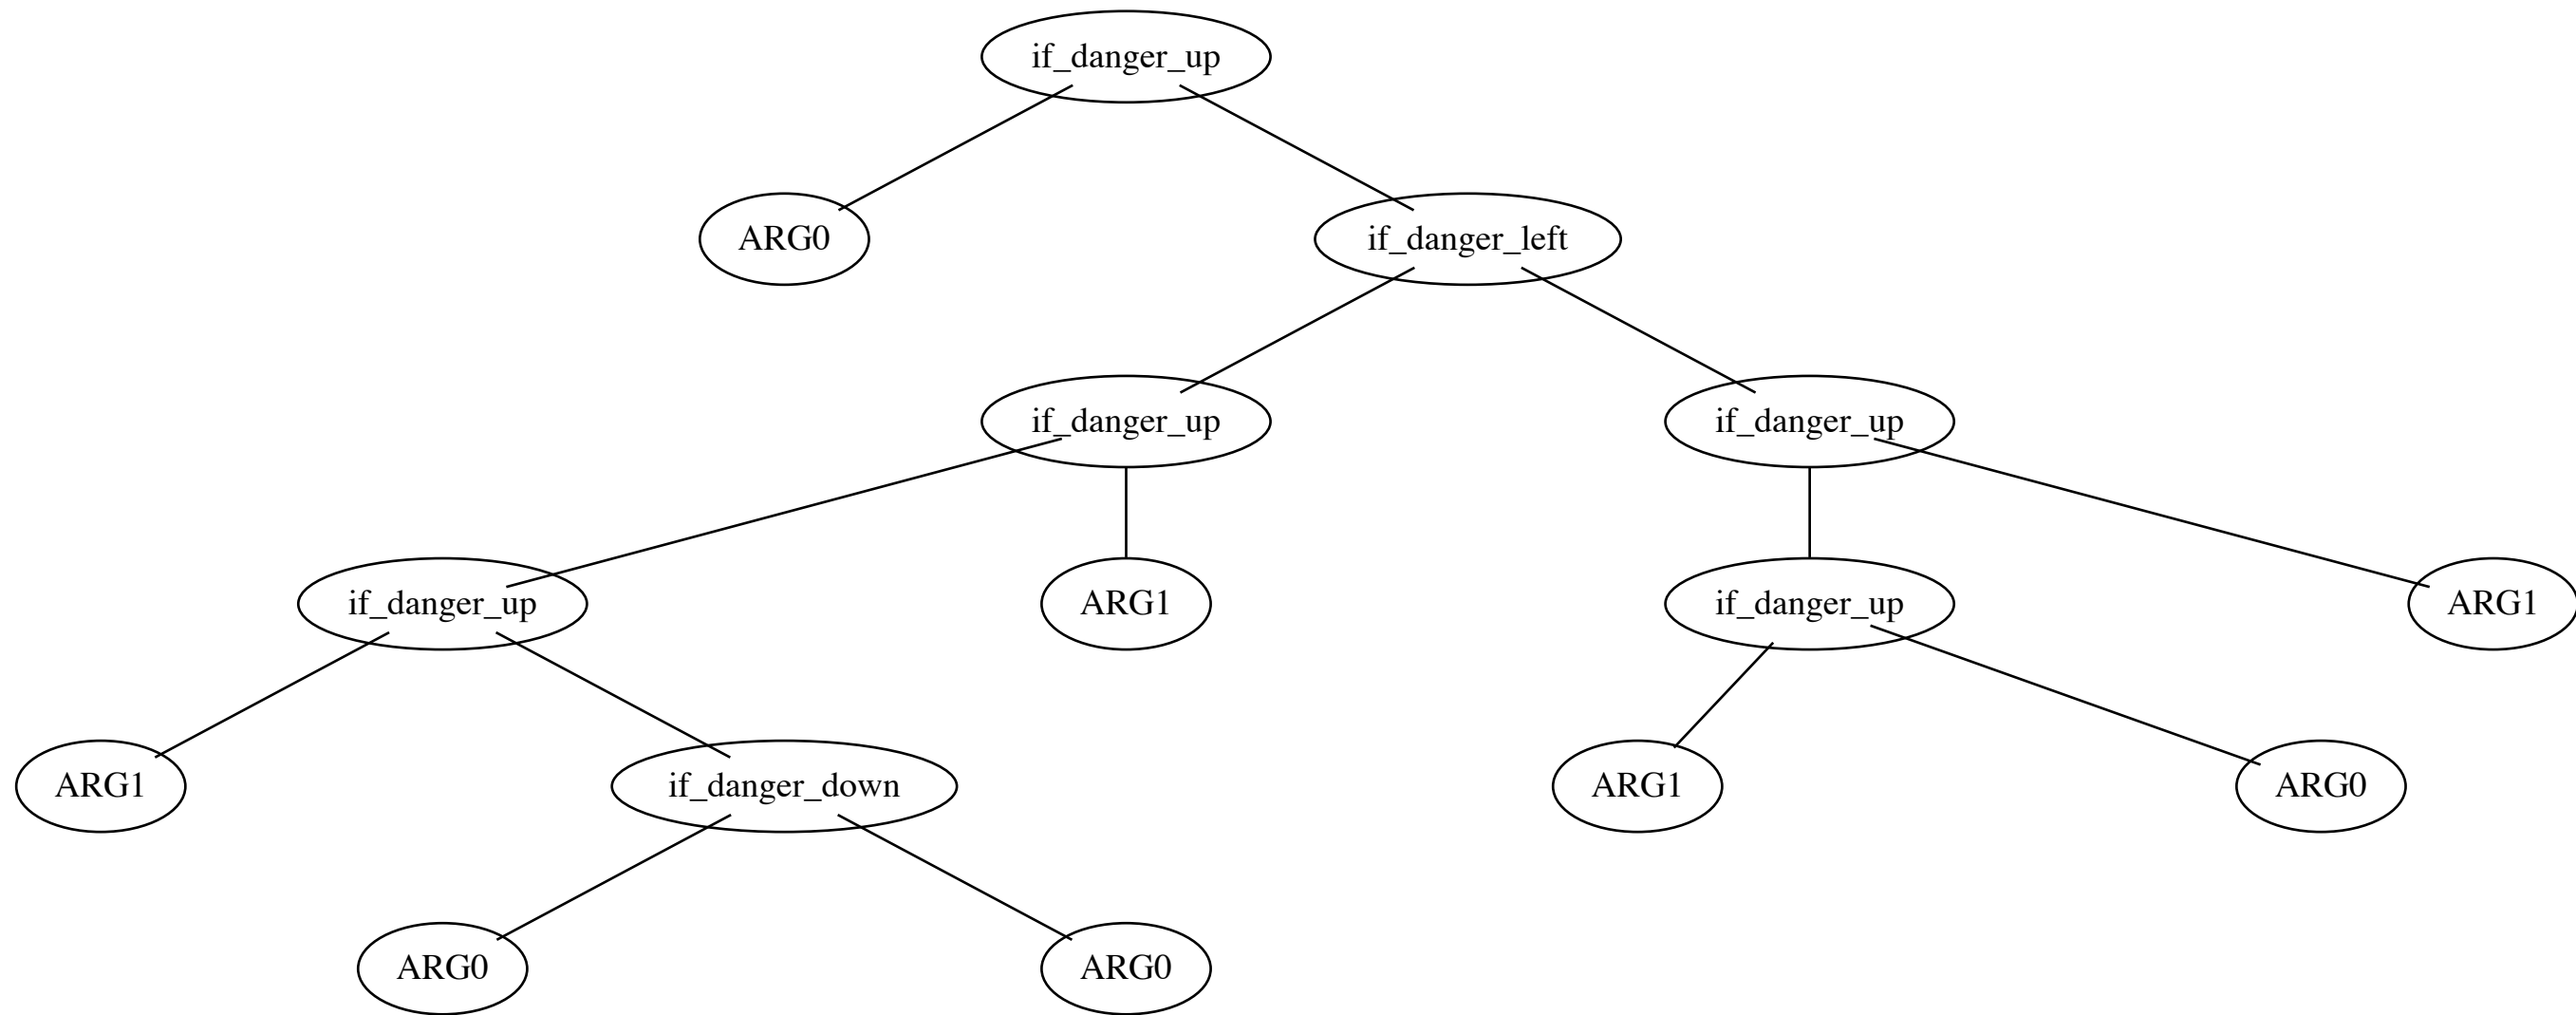 if_danger_up
ARG0
if_danger_left
if_danger_up
if_danger_up
if_danger_up
ARG1
if_danger_up
ARG1
ARG1
if_danger_down
ARG1
ARG0
ARG0
ARG0